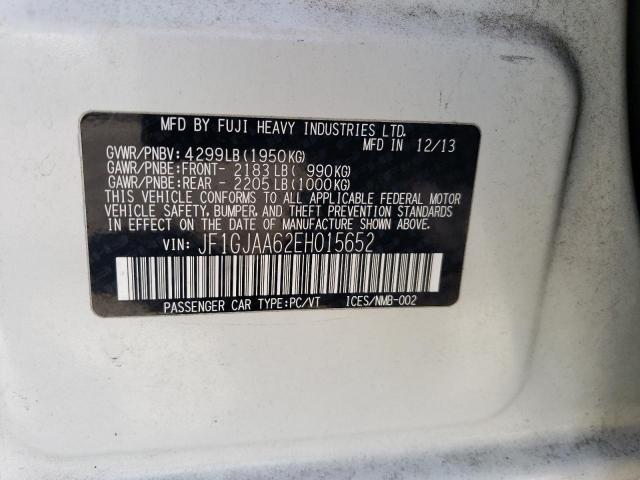 MFD BY FUJI HEAVY INDUSTRIES LTD.
GVWR/PNBV: 4299LB(1950KG) MFD IN 12/13
GAWR/PNBE:FRONT- 2183LB( 990KG)
GAWR/PNBE:REAR - 2205LB(1000KG)
THIS VEHICLE CONFORMS TO ALL APPLICABLE FEDERAL MOTOR
VEHICLE SAFETY, BUMPER, AND THEFT PREVENTION STANDARDS
IN EFFECT ON THE DATE OF MANUFACTURE SHOWN ABOVE.
VIN: JF1GJAA62EH015652
PASSENGER CAR TYPE:PC/VT ICES/NMB-002